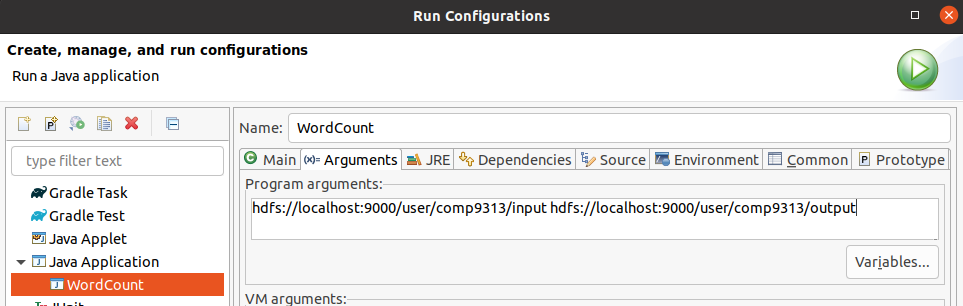 Run Configurations
Create, manage, and run configurations
Run a Java application
Name: WordCount
type filter text
Main (x)= Arguments JRE Dependencies Source Environment Common Prototype
Program arguments:
Gradle Task
hdfs://localhost:9000/user/comp9313/input hdfs://localhost:9000/user/comp9313/output
Gradle Test
Java Applet
Java Application
Variables...
WordCount
VM arguments: